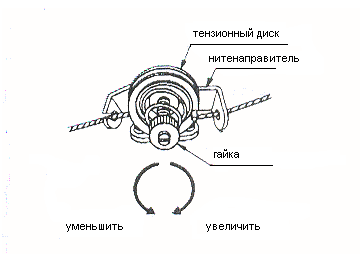 тензионный диск
нитенаправитель
гайка
уменьшить увеличить